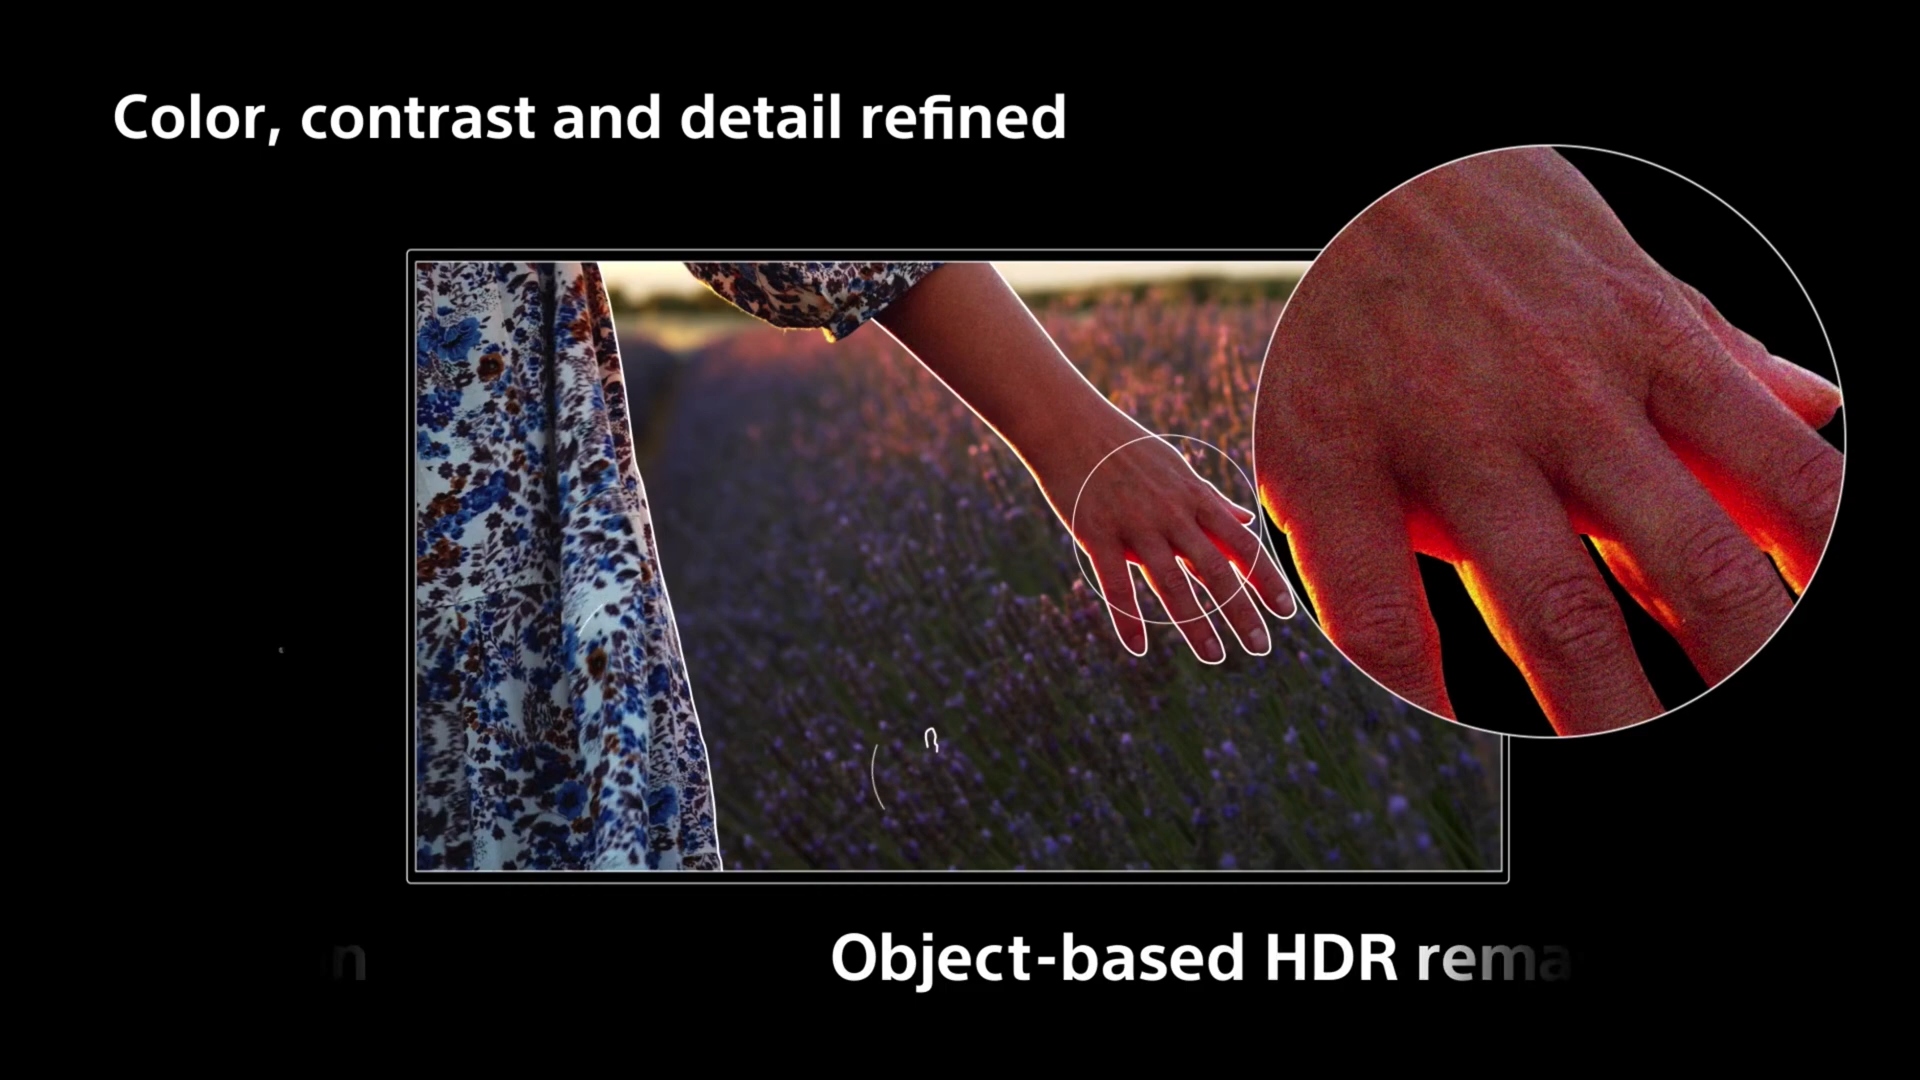 Color, contrast and detail refined
n Object-based HDR rema